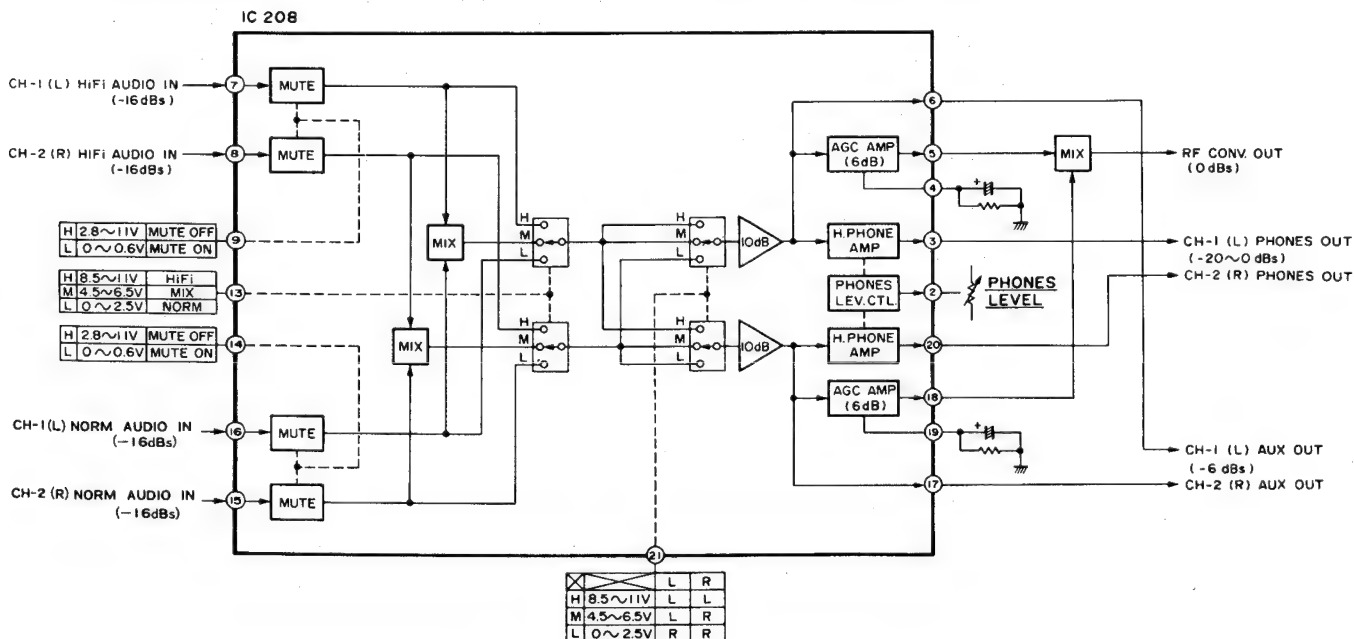 IC 208
CH-1 (L) HiFi AUDIO IN
(-16dBs)
7
MUTE
CH-2 (R) HIFI AUDIO IN
(-16dBs)
8
MUTE
H 2.8~11V MUTE OFF
L 0~0.6V MUTE ON
9
H 8.5~11V HiFi
M 4.5~6.5V MIX
L 0~2.5V NORM
13
H 2.8~11V MUTE OFF
L 0~0.6V MUTE ON
14
CH-1(L) NORM AUDIO IN
(-16dBs)
16
MUTE
CH-2(R) NORM AUDIO IN
(-16dBs)
15
MUTE
MIX
MIX
H
M
L
H
M
L
H
M
L
H
M
L
10dB
10dB
6
AGC AMP
(6dB)
5
4
MIX
RF CONV. OUT
(0dBs)
+
H.PHONE
AMP
3
CH-1 (L) PHONES OUT
(-20~0dBs)
CH-2 (R) PHONES OUT
PHONES
LEV.CTL.
2
PHONES
LEVEL
H.PHONE
AMP
20
AGC AMP
(6dB)
18
19
+
CH-1 (L) AUX OUT
(-6 dBs)
17
CH-2 (R) AUX OUT
21
L R
H 8.5~11V L L
M 4.5~6.5V L R
L 0~2.5V R R